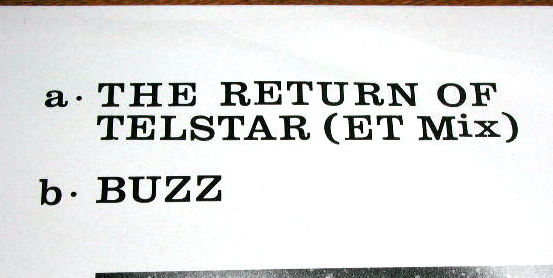 a· THE RETURN OF
TELSTAR (ET Mix)
b· BUZZ